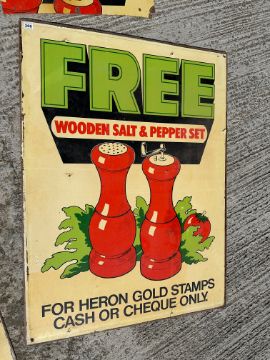 FREE
WOODEN SALT & PEPPER SET
FOR HERON GOLD STAMPS
CASH OR CHEQUE ONLY